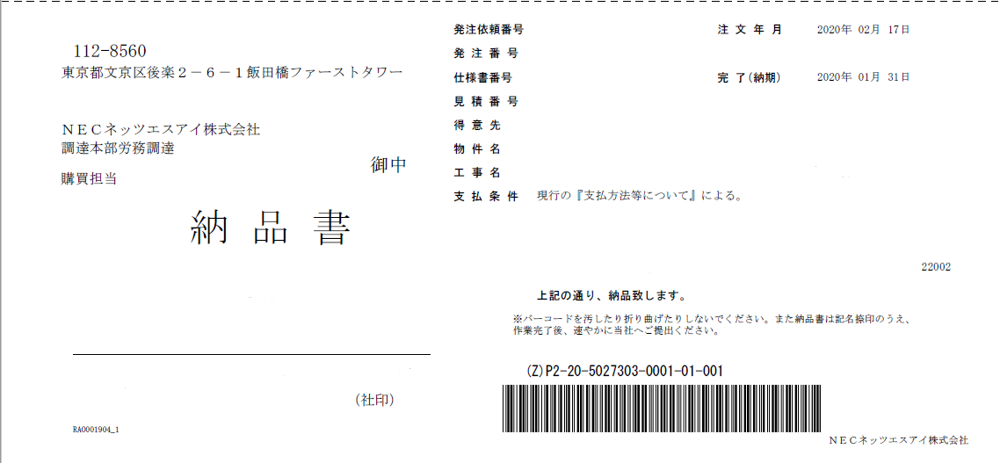 112-8560
東京都文京区後楽２－６－１飯田橋ファーストタワー
ＮＥＣネッツエスアイ株式会社
調達本部労務調達
御中
購買担当
納品書
（社印）
RA0001904_1
発注依頼番号
注文年月 2020年 02月 17日
発注番号
仕様書番号
完了(納期) 2020年 01月 31日
見積番号
得意先
物件名
工事名
支払条件 現行の『支払方法等について』による。
22002
上記の通り、納品致します。
※バーコードを汚したり折り曲げたりしないでください。また納品書は記名捺印のうえ、
作業完了後、速やかに当社へご提出ください。
(Z)P2-20-5027303-0001-01-001
ＮＥＣネッツエスアイ株式会社